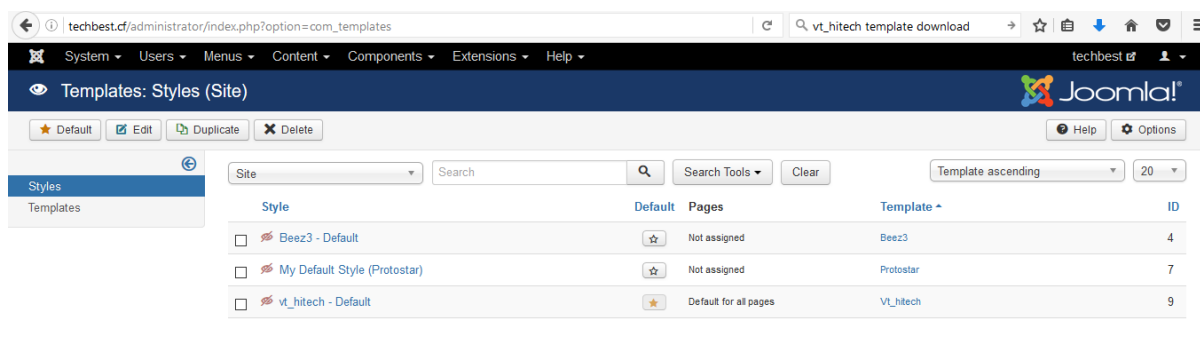 techbest.cf/administrator/index.php?option=com_templates vt_hitech template download
System Users Menus Content Components Extensions Help techbest
Templates: Styles (Site) Joomla!®
Default Edit Duplicate Delete Help Options
Site Search Search Tools Clear Template ascending 20
Styles
Templates
Style Default Pages Template ID
Beez3 - Default Not assigned Beez3 4
My Default Style (Protostar) Not assigned Protostar 7
vt_hitech - Default Default for all pages Vt_hitech 9